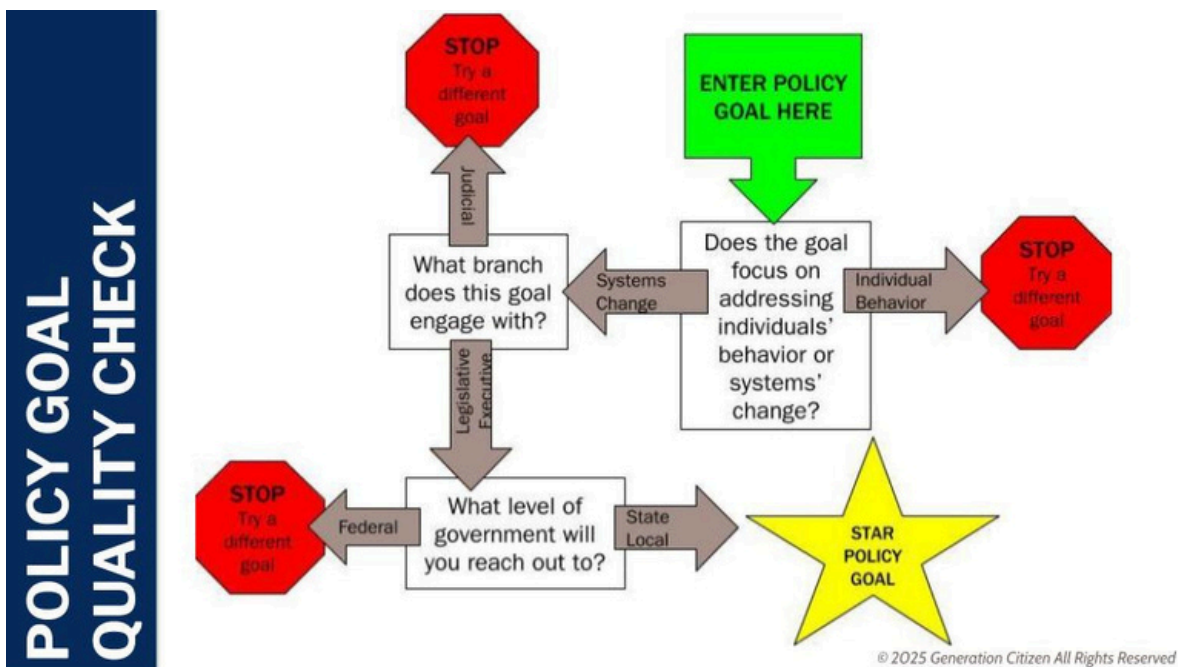 POLICY GOAL
QUALITY CHECK
ENTER POLICY
GOAL HERE
Does the goal
focus on
addressing
individuals’
behavior or
systems’
change?
Individual
Behavior
STOP
Try a
different
goal
Systems
Change
What branch
does this goal
engage with?
Judicial
STOP
Try a
different
goal
Legislative
Executive
What level of
government will
you reach out to?
Federal
STOP
Try a
different
goal
State
Local
STAR
POLICY
GOAL
© 2025 Generation Citizen All Rights Reserved